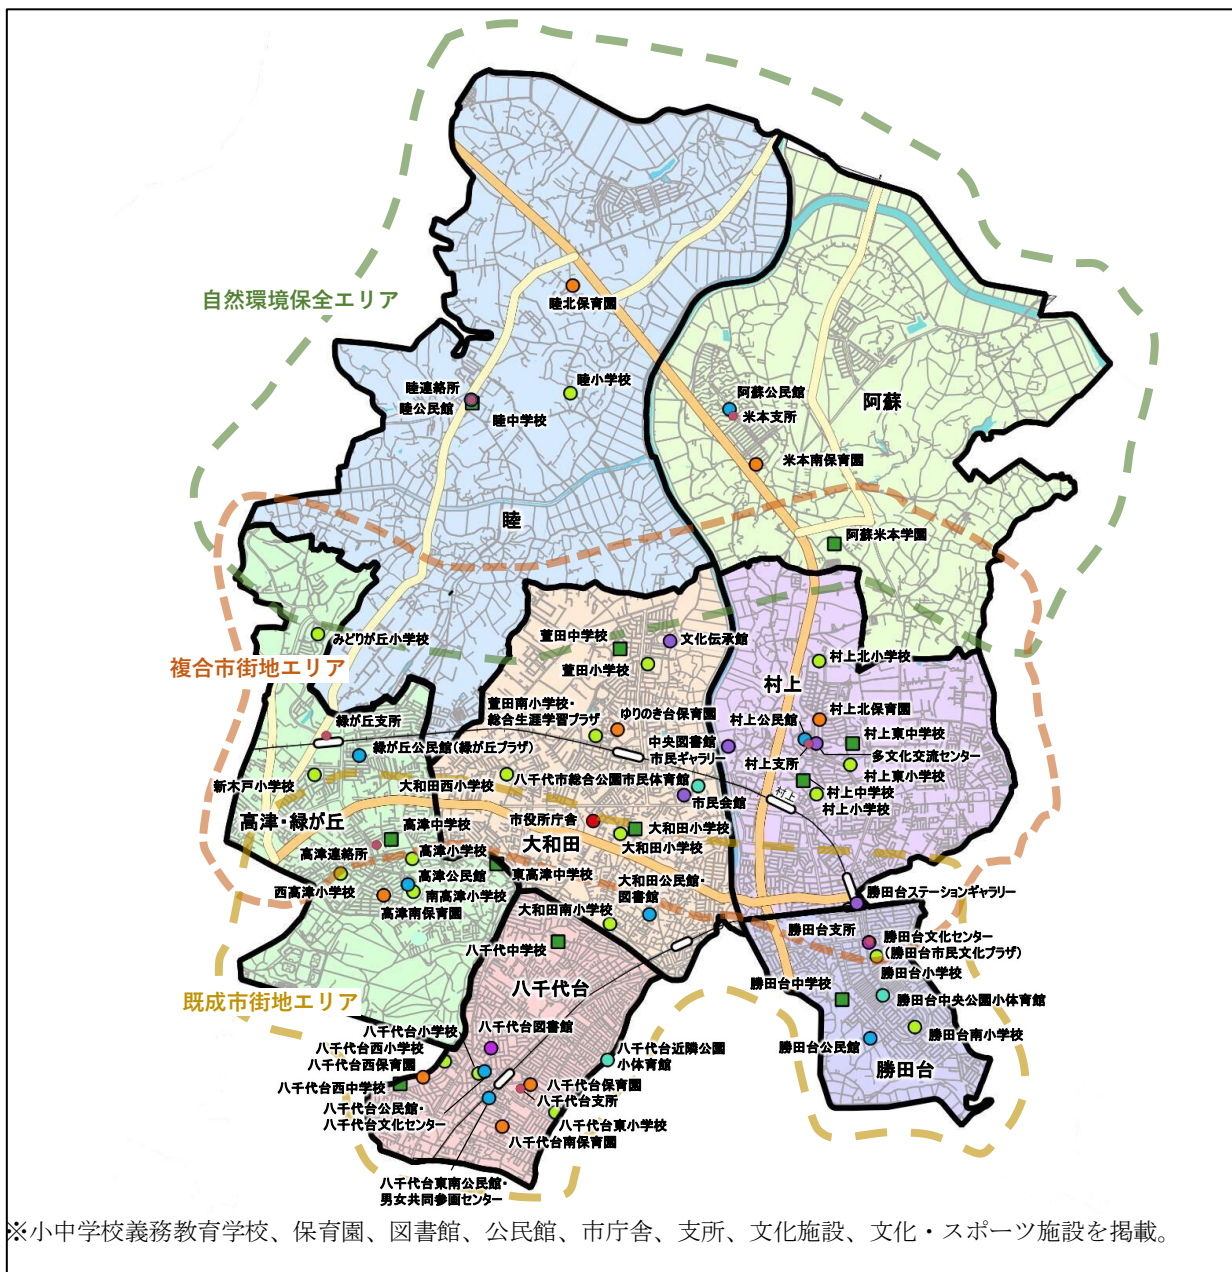 自然環境保全エリア
睦北保育園
睦連絡所
睦公民館
睦中学校
睦小学校
阿蘇公民館
米本支所
阿蘇
米本南保育園
睦
阿蘇米本学園
みどりが丘小学校
複合市街地エリア
萱田中学校
文化伝承館
萱田小学校
村上北小学校
村上
緑が丘支所
萱田南小学校・
総合生涯学習プラザ
ゆりのき台保育園
村上公民館
村上北保育園
緑が丘公民館(緑が丘プラザ)
中央図書館
市民ギャラリー
村上東中学校
村上支所
多文化交流センター
新木戸小学校
大和田西小学校
八千代市総合公園市民体育館
村上東小学校
市民会館
村上
村上中学校
村上小学校
高津・緑が丘
高津中学校
市役所庁舎
大和田小学校
大和田小学校
大和田
高津連絡所
高津小学校
高津公民館
東高津中学校
西高津小学校
南高津小学校
高津南保育園
大和田公民館・
図書館
大和田南小学校
勝田台ステーションギャラリー
勝田台支所
勝田台文化センター
(勝田台市民文化プラザ)
八千代中学校
勝田台小学校
勝田台中学校
勝田台中央公園小体育館
既成市街地エリア
八千代台
勝田台南小学校
勝田台公民館
勝田台
八千代台小学校
八千代台図書館
八千代台西小学校
八千代台西保育園
八千代台近隣公園
小体育館
八千代台西中学校
八千代台保育園
八千代台支所
八千代台公民館・
八千代台文化センター
八千代台東小学校
八千代台南保育園
八千代台東南公民館・
男女共同参画センター
※小中学校義務教育学校、保育園、図書館、公民館、市庁舎、支所、文化施設、文化・スポーツ施設を掲載。